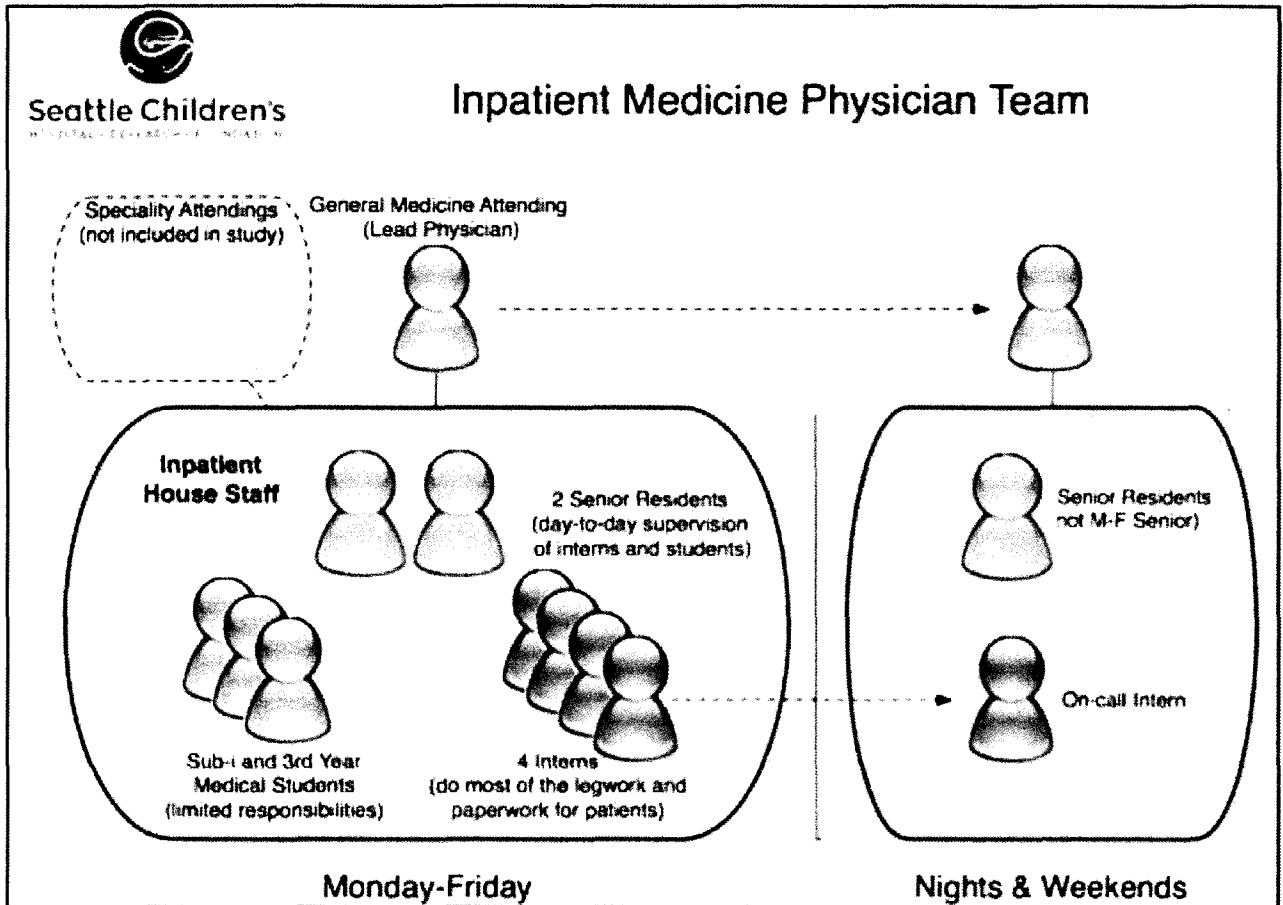 Seattle Children's
Inpatient Medicine Physician Team
Speciality Attendings
(not included in study)
General Medicine Attending
(Lead Physician)
Inpatient
House Staff
2 Senior Residents
(day-to-day supervision
of interns and students)
Sub-i and 3rd Year
Medical Students
(limited responsibilities)
4 Interns
(do most of the legwork and
paperwork for patients)
Senior Residents
not M-F Senior)
On-call Intern
Monday-Friday
Nights & Weekends